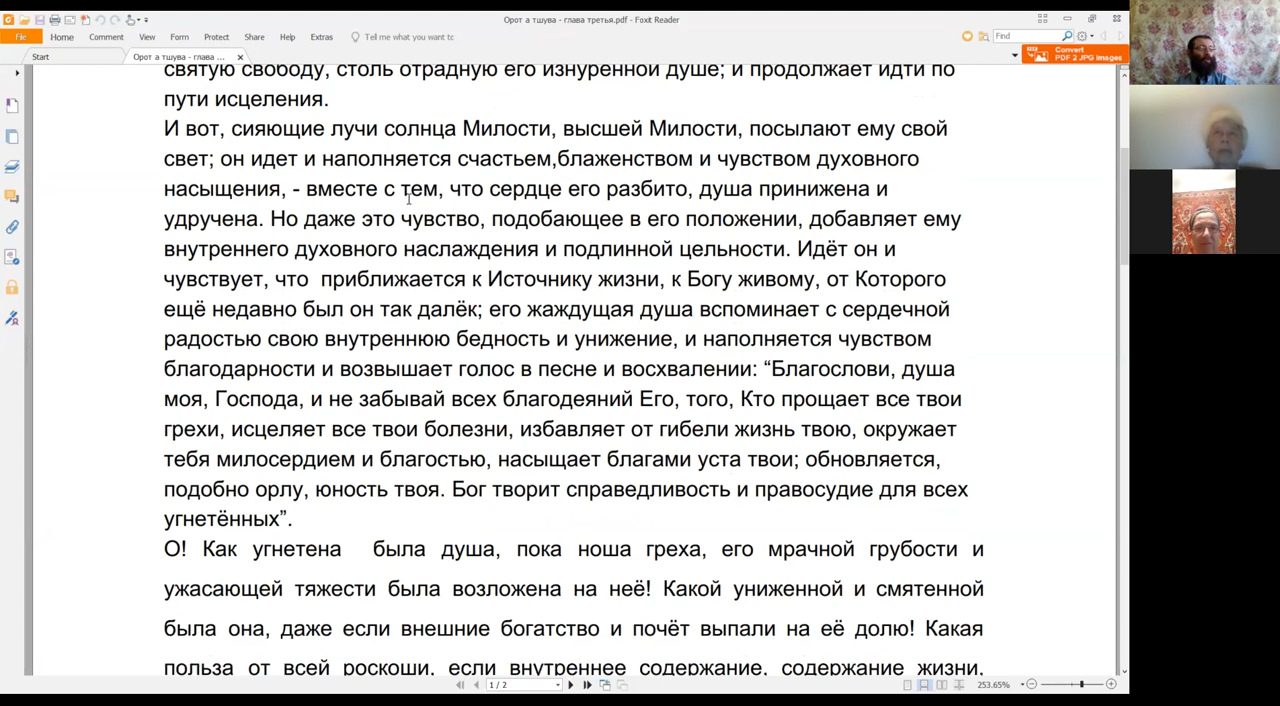 Орот а тшува - глава третья.pdf - Foxit Reader
File Home Comment View Form Protect Share Help Extras Tell me what you want tc Find
Start Орот а тшува - глава ... Convert
PDF 2 JPG Images
святую свободу, столь отрадную его изнуренной душе; и продолжает идти по
пути исцеления.
И вот, сияющие лучи солнца Милости, высшей Милости, посылают ему свой
свет; он идет и наполняется счастьем,блаженством и чувством духовного
насыщения, - вместе с тем, что сердце его разбито, душа принижена и
удручена. Но даже это чувство, подобающее в его положении, добавляет ему
внутреннего духовного наслаждения и подлинной цельности. Идёт он и
чувствует, что  приближается к Источнику жизни, к Богу живому, от Которого
ещё недавно был он так далёк; его жаждущая душа вспоминает с сердечной
радостью свою внутреннюю бедность и унижение, и наполняется чувством
благодарности и возвышает голос в песне и восхвалении: “Благослови, душа
моя, Господа, и не забывай всех благодеяний Его, того, Кто прощает все твои
грехи, исцеляет все твои болезни, избавляет от гибели жизнь твою, окружает
тебя милосердием и благостью, насыщает благами уста твои; обновляется,
подобно орлу, юность твоя. Бог творит справедливость и правосудие для всех
угнетённых”.
О! Как угнетена  была душа, пока ноша греха, его мрачной грубости и
ужасающей тяжести была возложена на неё! Какой униженной и смятенной
была она, даже если внешние богатство и почёт выпали на её долю! Какая
польза от всей роскоши, если внутреннее содержание, содержание жизни,
1 / 2 253.65%